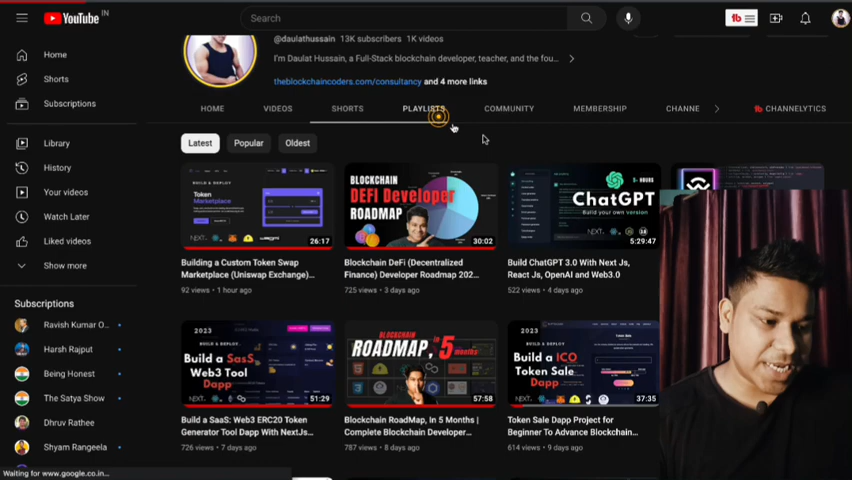 YouTube IN
Search
@daulathussain 13K subscribers 1K videos
I'm Daulat Hussain, a Full-Stack blockchain developer, teacher, and the fou...
theblockchaincoders.com/consultancy and 4 more links
HOME VIDEOS SHORTS PLAYLISTS COMMUNITY MEMBERSHIP CHANNE CHANNELYTICS
Latest Popular Oldest
Home
Shorts
Subscriptions
Library
History
Your videos
Watch Later
Liked videos
Show more
Subscriptions
Ravish Kumar O...
Harsh Rajput
Being Honest
The Satya Show
Dhruv Rathee
Shyam Rangeela
BUILD & DEPLOY
Token
Marketplace
26:17
Building a Custom Token Swap
Marketplace (Uniswap Exchange)...
92 views • 1 hour ago
BLOCKCHAIN
DEFI Developer
ROADMAP
30:02
Blockchain DeFi (Decentralized
Finance) Developer Roadmap 202...
725 views • 3 days ago
5+ HOURS
ChatGPT
Build your own version
5:29:47
Build ChatGPT 3.0 With Next Js,
React Js, OpenAI and Web3.0
522 views • 4 days ago
2023
BUILD & DEPLOY
Build a SaaS
Web3 Tool
Dapp
51:29
Build a SaaS: Web3 ERC20 Token
Generator Tool Dapp With NextJs...
726 views • 7 days ago
BLOCKCHAIN
ROADMAP, in 5 months
57:58
Blockchain RoadMap, In 5 Months |
Complete Blockchain Developer...
787 views • 8 days ago
2023
BUILD & DEPLOY
Build a ICO
Token Sale
Dapp
37:35
Token Sale Dapp Project for
Beginner To Advance Blockchain...
614 views • 9 days ago
Waiting for www.google.co.in...